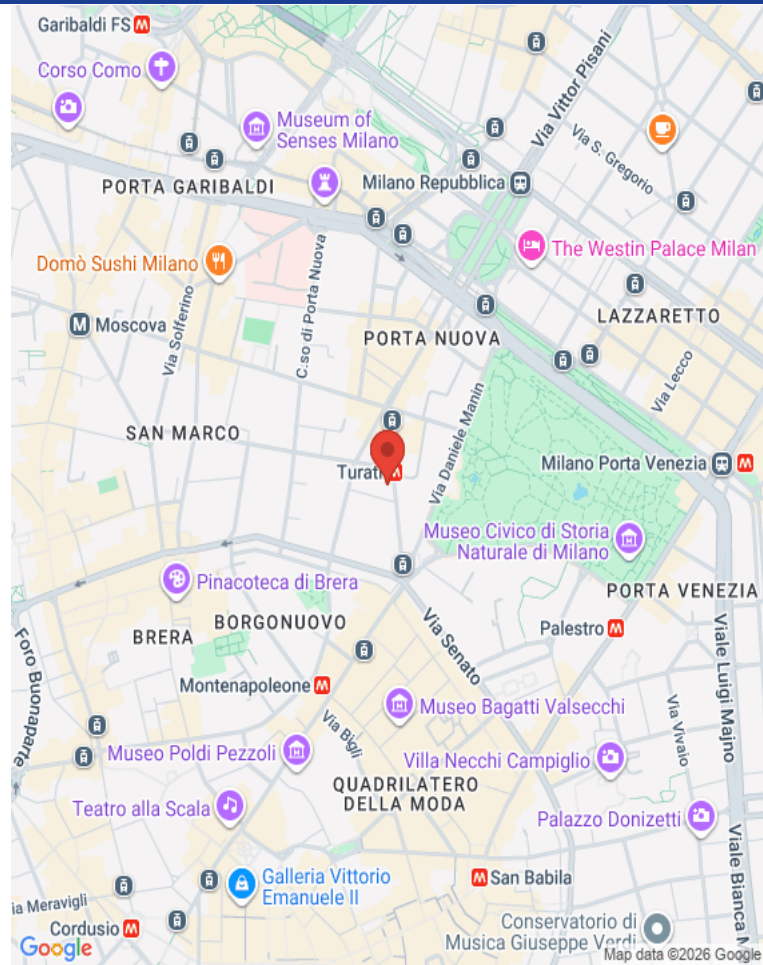 Garibaldi FS M
Corso Como
Museum of
Senses Milano
Via Vittor Pisani
Via S. Gregorio
PORTA GARIBALDI
Milano Repubblica
C.so di Porta Nuova
Domò Sushi Milano
The Westin Palace Milan
M Moscova
Via Solferino
LAZZARETTO
PORTA NUOVA
Via Lecco
Via Daniele Manin
SAN MARCO
Turati M
Milano Porta Venezia M
Museo Civico di Storia
Naturale di Milano
Pinacoteca di Brera
PORTA VENEZIA
BORGONUOVO
BRERA
Via Senato
Palestro M
Foro Buonaparte
Viale Luigi Majno
Montenapoleone M
Museo Bagatti Valsecchi
Via Bigli
Via Vivaio
Museo Poldi Pezzoli
Villa Necchi Campiglio
QUADRILATERO
DELLA MODA
Teatro alla Scala
Palazzo Donizetti
Viale Bianca M
Galleria Vittorio
Emanuele II
M San Babila
ia Meravigli
Cordusio M
Conservatorio di
Musica Giuseppe Verdi
Google
Map data ©2026 Google